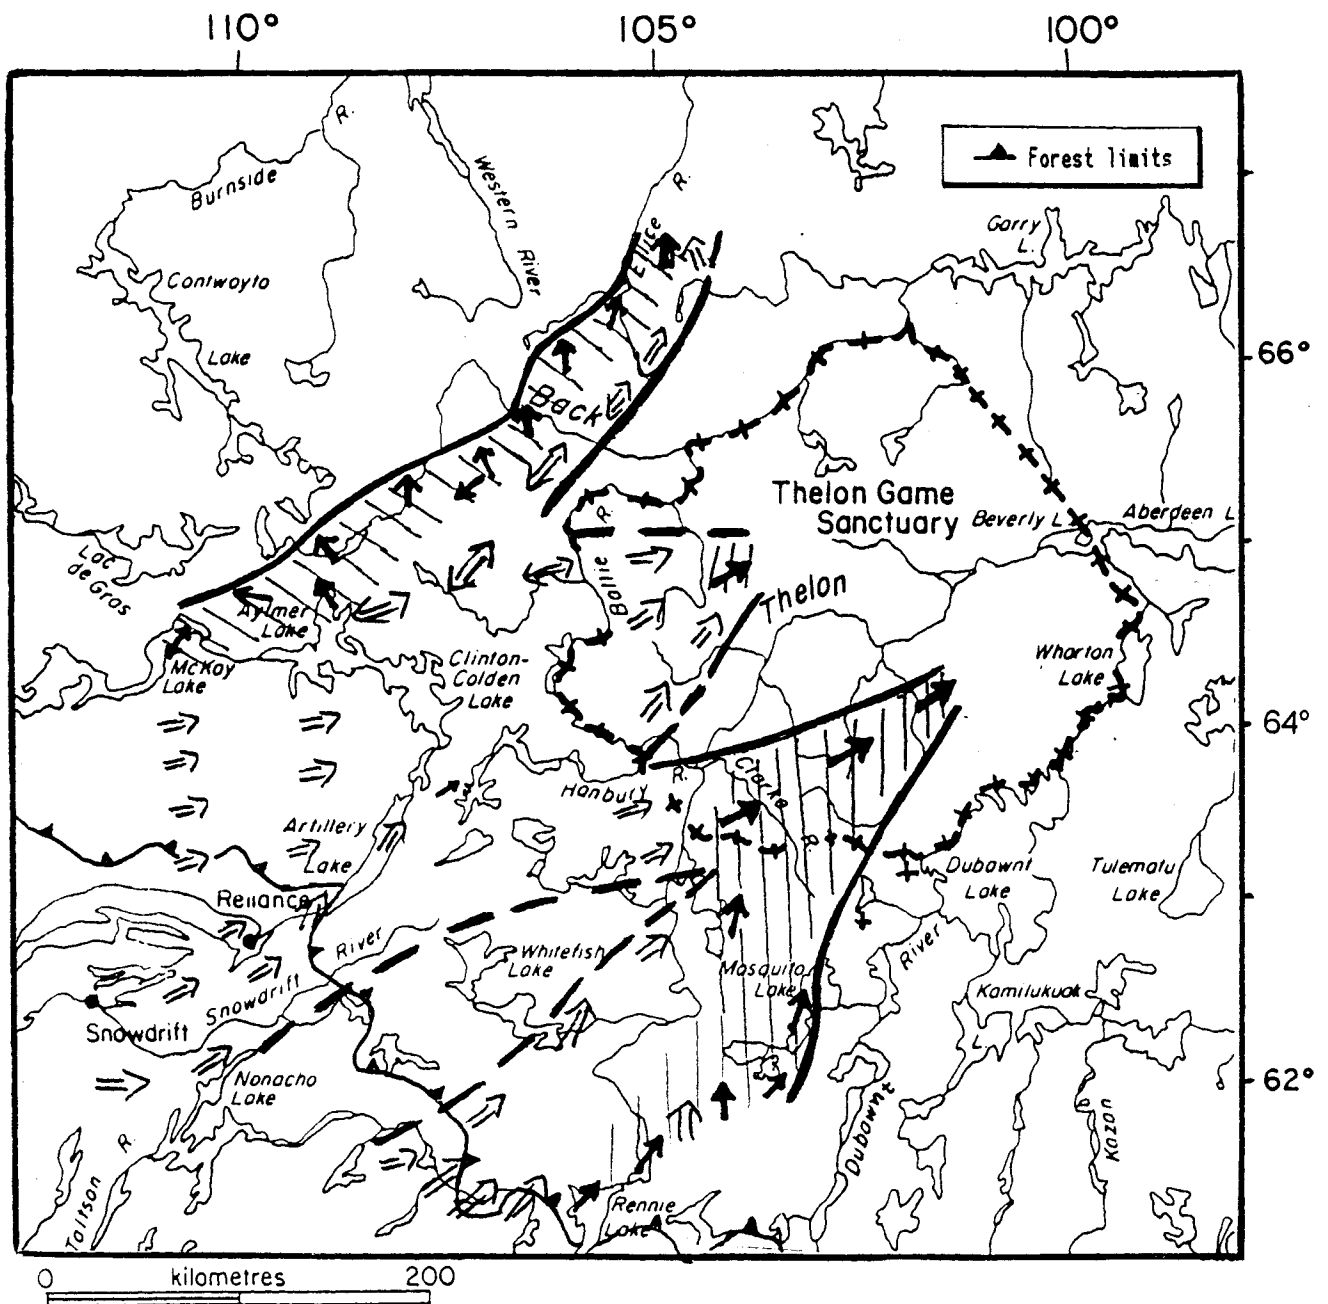 110° 105° 100°
Forest limits
R.
Burnside
Western River
R.
Ellice
Garry
L.
Contwoyto
Lake
66°
Back
Thelon Game
Sanctuary
Beverly L.
Aberdeen L
Lac
de Gras
R.
Baillie
Thelon
Aylmer
Lake
McKay
Lake
Clinton-
Colden
Lake
Wharton
Lake
64°
Hanbury
R.
Clarke
R.
Artillery
Lake
Dubawnt
Lake
Tulemalu
Lake
Reliance
River
Snowdrift
Whitefish
Lake
Mosquito
Lake
River
Kamilukuak
Snowdrift
Nonacho
Lake
62°
Dubawnt
Kazan
R.
Taltson
Rennie
Lake
0 kilometres 200